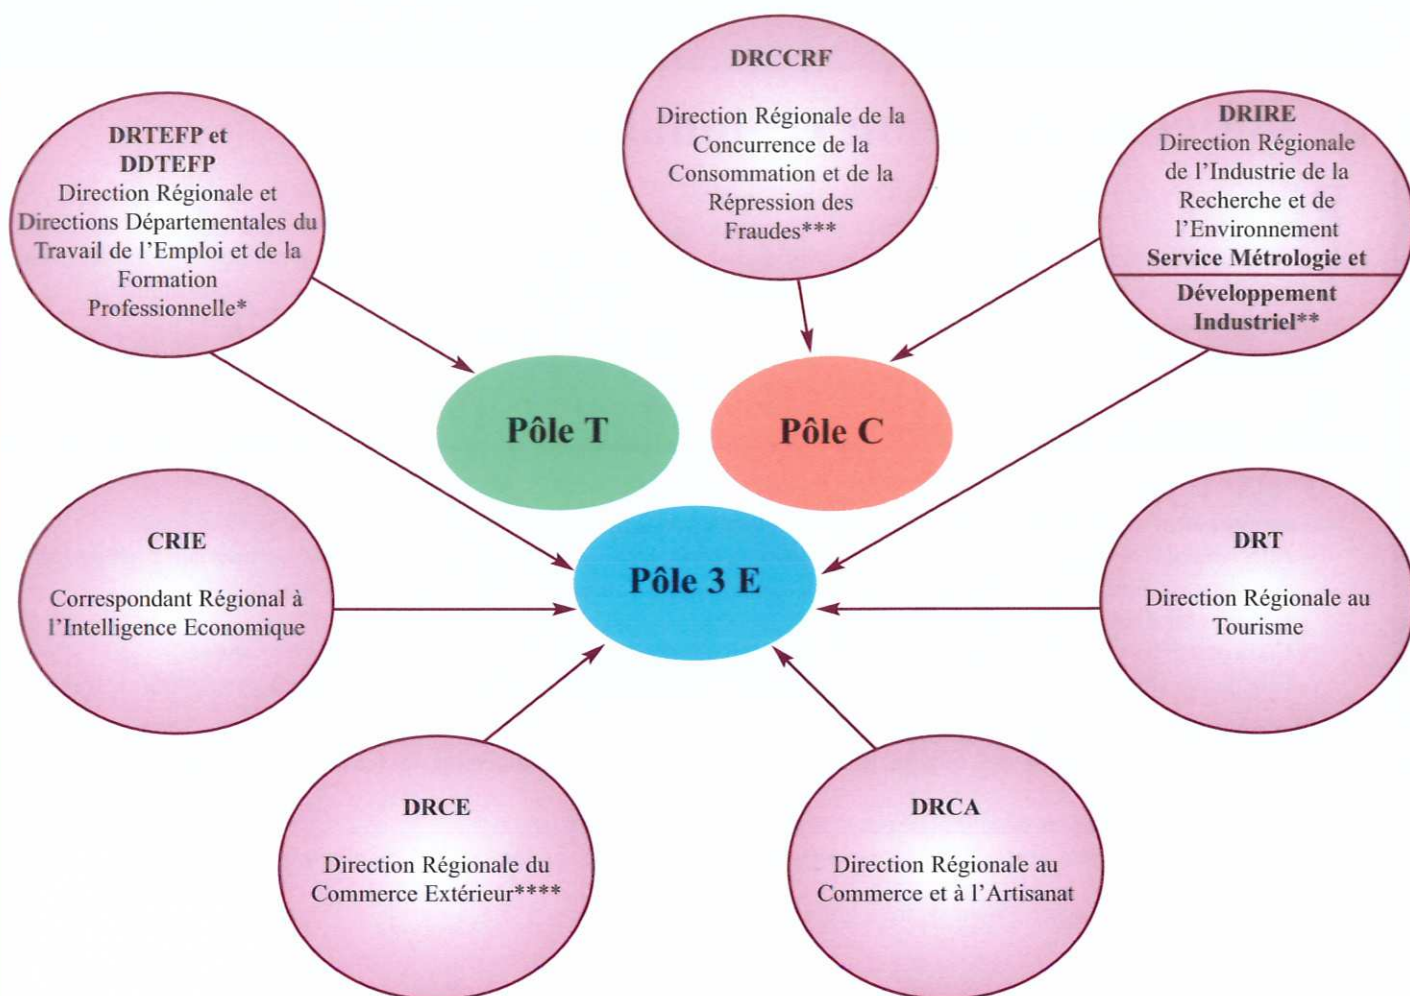 DRCCRF
Direction Régionale de la
Concurrence de la
Consommation et de la
Répression des
Fraudes***
DRTEFP et
DDTEFP
Direction Régionale et
Directions Départementales du
Travail de l'Emploi et de la
Formation
Professionnelle*
DRIRE
Direction Régionale
de l'Industrie de la
Recherche et de
l'Environnement
Service Métrologie et
Développement
Industriel**
Pôle T
Pôle C
Pôle 3 E
CRIE
Correspondant Régional à
l'Intelligence Economique
DRT
Direction Régionale au
Tourisme
DRCE
Direction Régionale du
Commerce Extérieur****
DRCA
Direction Régionale au
Commerce et à l'Artisanat